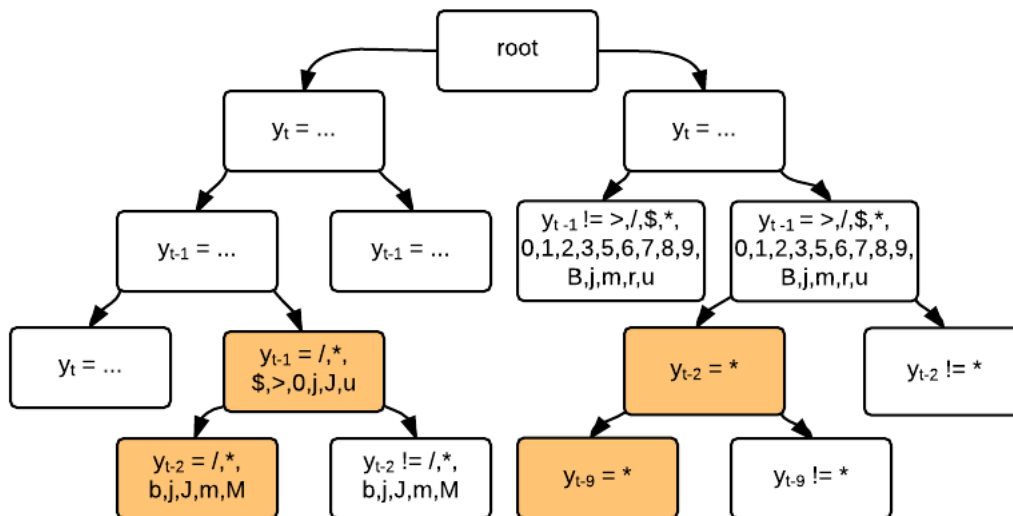 root
yt = ...
yt = ...
yt-1 = ...
yt-1 = ...
yt -1 != >,/,$,*,
0,1,2,3,5,6,7,8,9,
B,j,m,r,u
yt -1 = >,/,$,*,
0,1,2,3,5,6,7,8,9,
B,j,m,r,u
yt = ...
yt-1 = /,*,
$,>,0,j,J,u
yt-2 = *
yt-2 != *
yt-2 = /,*,
b,j,J,m,M
yt-2 != /,*,
b,j,J,m,M
yt-9 = *
yt-9 != *